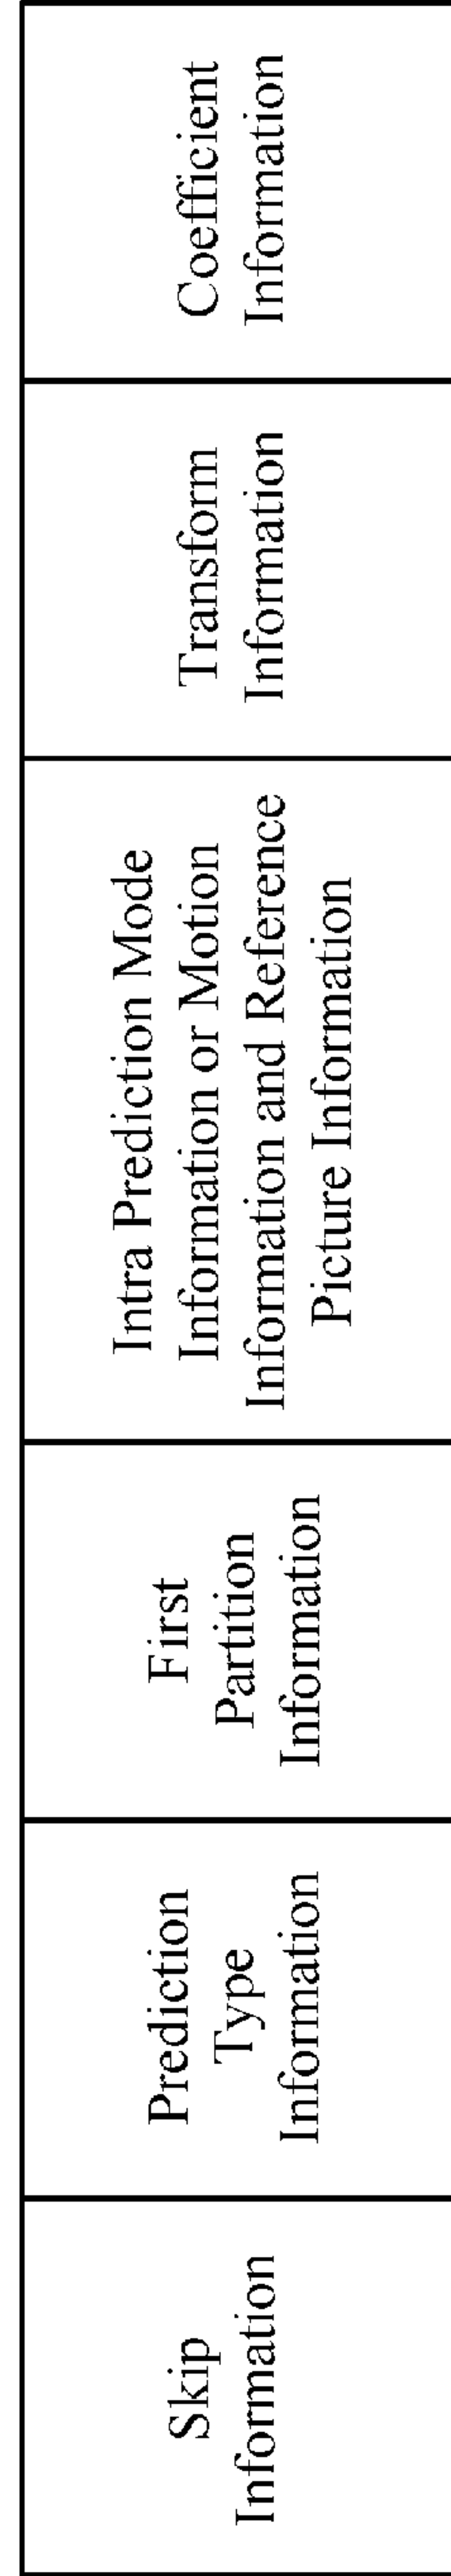 Skip
Information
Prediction
Type
Information
First
Partition
Information
Intra Prediction Mode
Information or Motion
Information and Reference
Picture Information
Transform
Information
Coefficient
Information